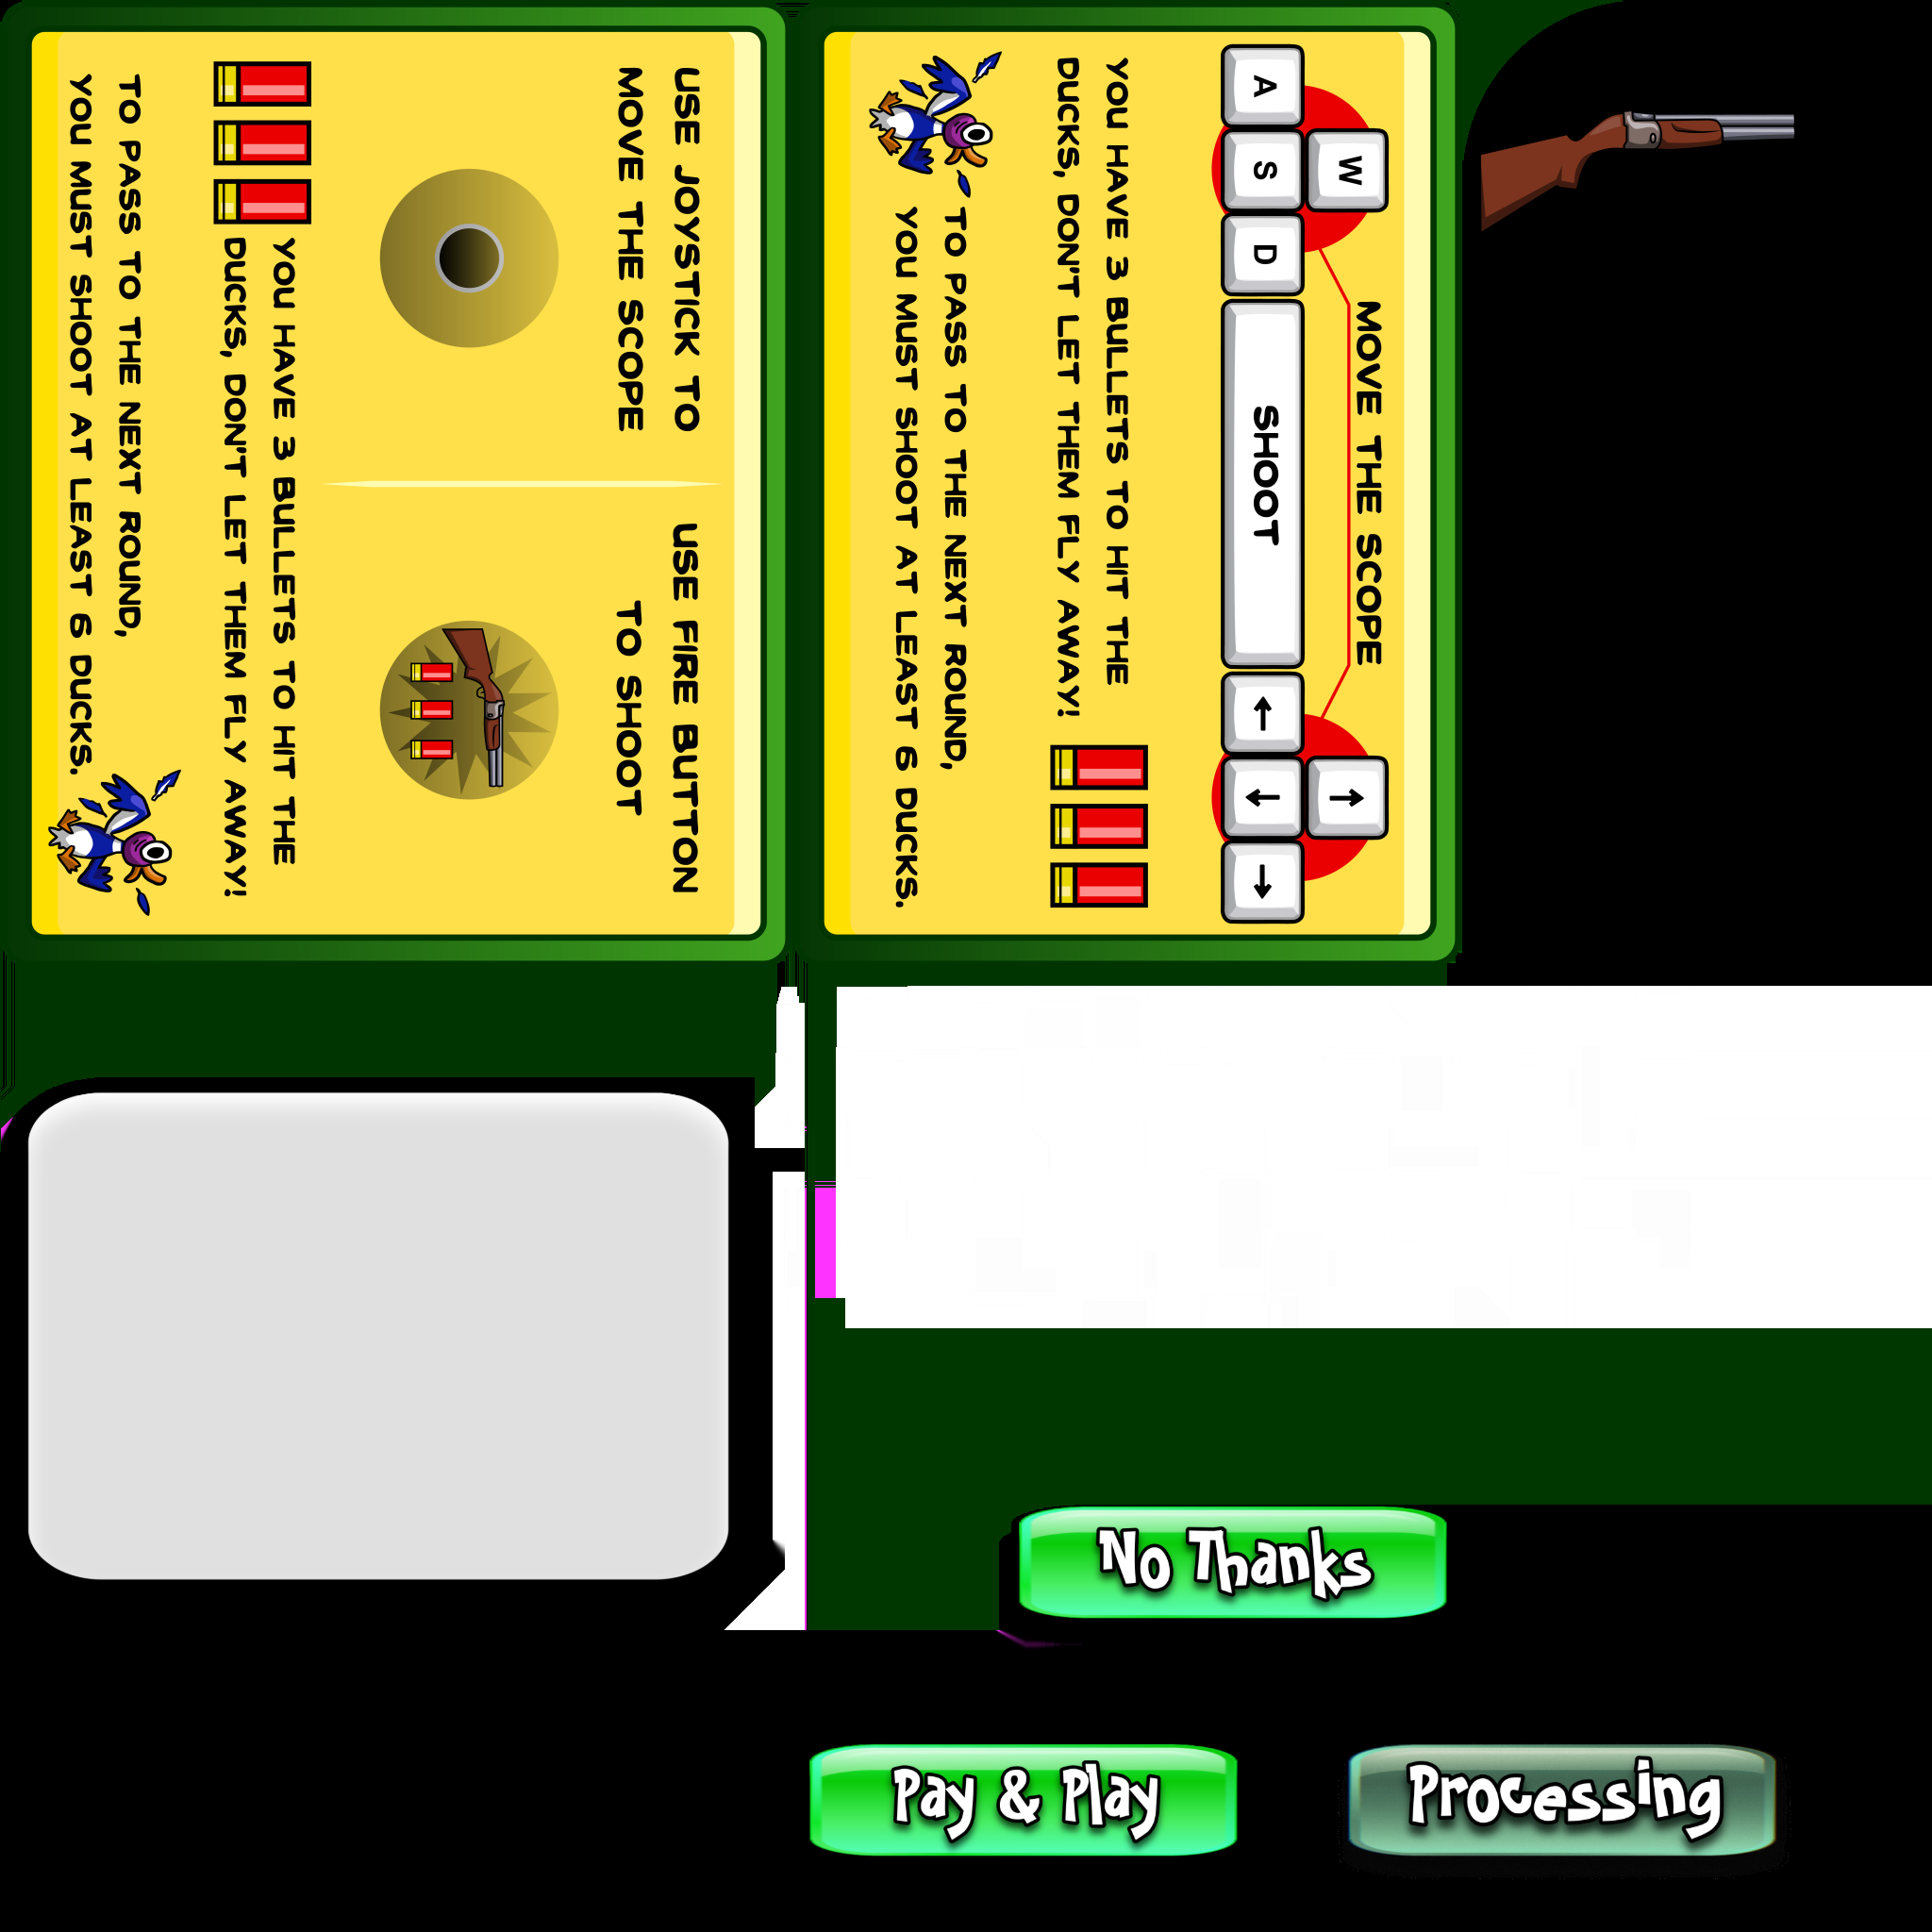 USE JOYSTICK TO
MOVE THE SCOPE
USE FIRE BUTTON
TO SHOOT
YOU HAVE 3 BULLETS TO HIT THE
DUCKS, DON'T LET THEM FLY AWAY!
TO PASS TO THE NEXT ROUND,
YOU MUST SHOOT AT LEAST 6 DUCKS.
MOVE THE SCOPE
W
A S D SHOOT
YOU HAVE 3 BULLETS TO HIT THE
DUCKS, DON'T LET THEM FLY AWAY!
TO PASS TO THE NEXT ROUND,
YOU MUST SHOOT AT LEAST 6 DUCKS.
No Thanks
Pay & Play
Processing